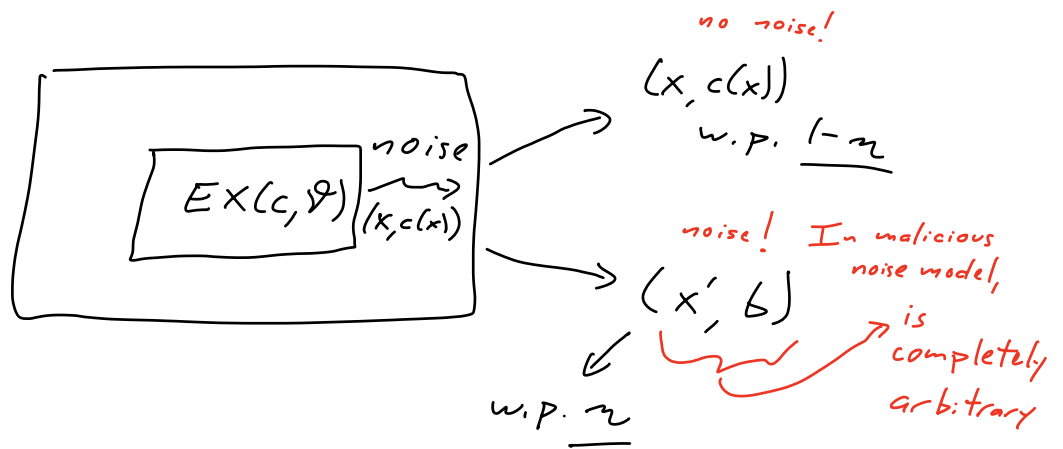 no noise!
(x, c(x))
w.p. 1-η
noise
EX(c, 𝒟)
(x,c(x))
noise! In malicious
noise model,
(x', b)
is
completely
arbitrary
w.p. η